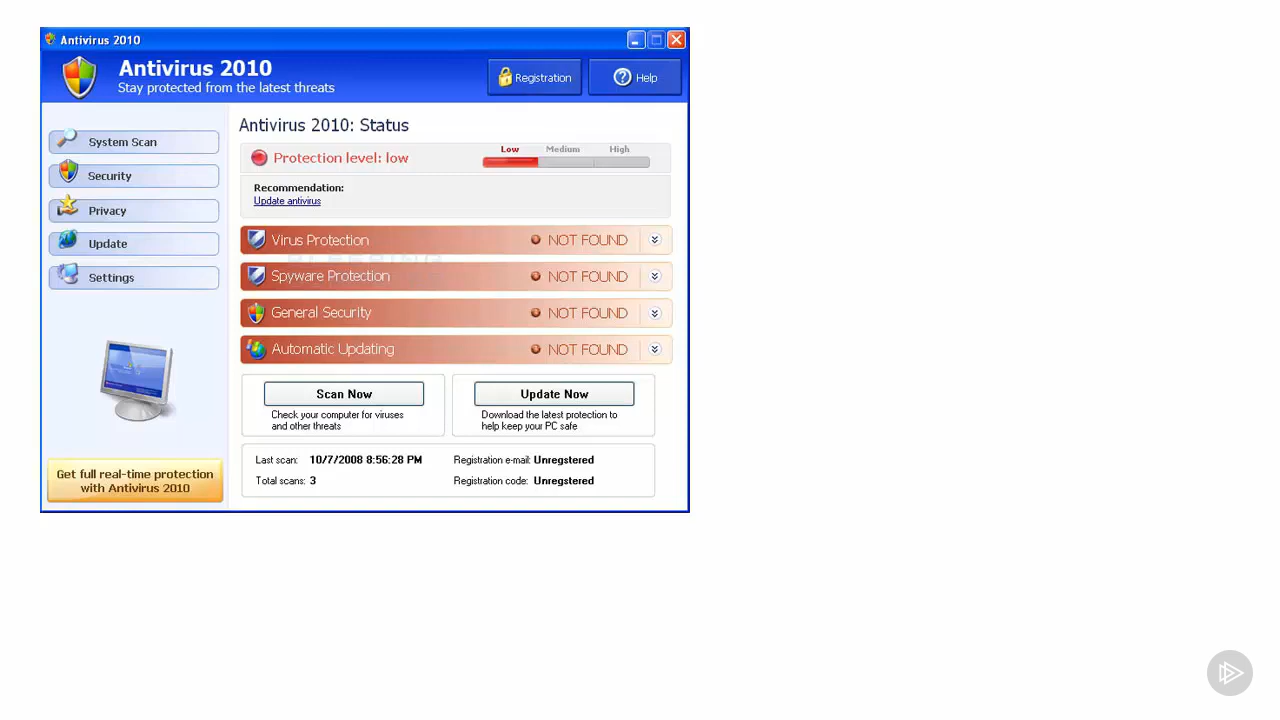 Antivirus 2010
Antivirus 2010
Stay protected from the latest threats
Registration
Help
System Scan
Security
Privacy
Update
Settings
Get full real-time protection
with Antivirus 2010
Antivirus 2010: Status
Protection level: low
Low Medium High
Recommendation:
Update antivirus
Virus Protection NOT FOUND
Spyware Protection NOT FOUND
General Security NOT FOUND
Automatic Updating NOT FOUND
Scan Now
Check your computer for viruses
and other threats
Update Now
Download the latest protection to
help keep your PC safe
Last scan: 10/7/2008 8:56:28 PM
Total scans: 3
Registration e-mail: Unregstered
Registration code: Unregstered